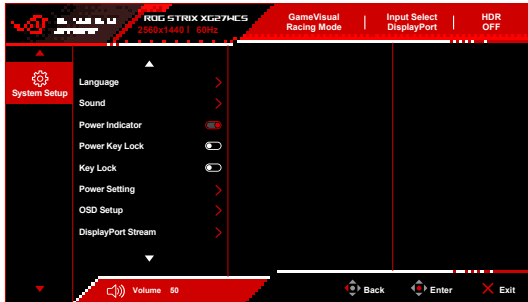 ROG STRIX XG27WCS
2560x1440 | 60Hz
GameVisual
Racing Mode
Input Select
DisplayPort
HDR
OFF
System Setup
Language
Sound
Power Indicator
Power Key Lock
Key Lock
Power Setting
OSD Setup
DisplayPort Stream
Volume 50
Back
Enter
Exit